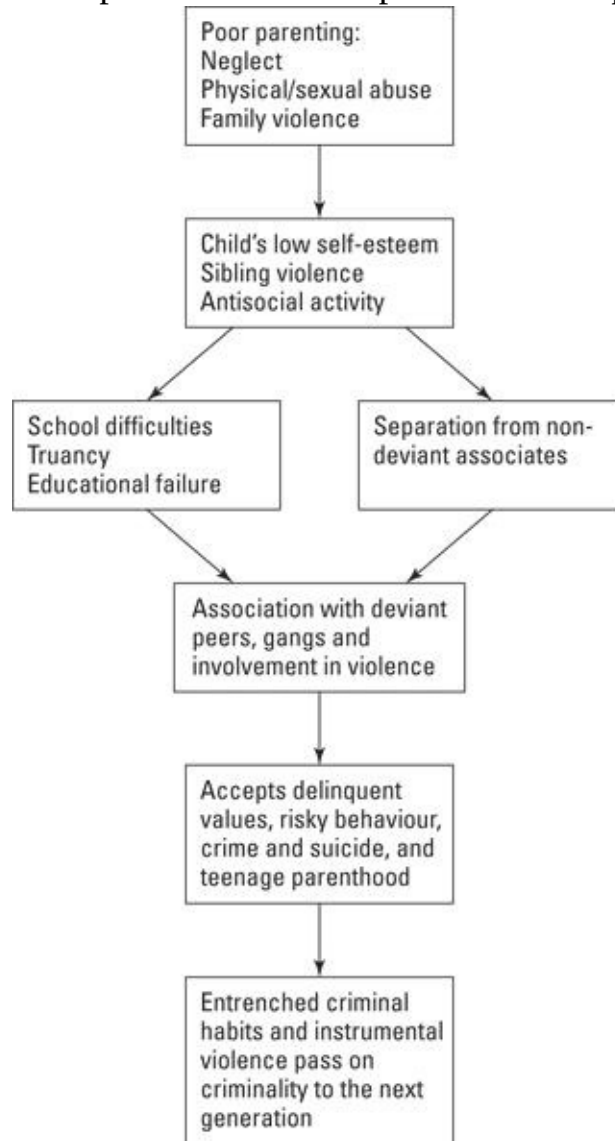 Poor parenting:
Neglect
Physical/sexual abuse
Family violence
Child's low self-esteem
Sibling violence
Antisocial activity
School difficulties
Truancy
Educational failure
Separation from non-
deviant associates
Association with deviant
peers, gangs and
involvement in violence
Accepts delinquent
values, risky behaviour,
crime and suicide, and
teenage parenthood
Entrenched criminal
habits and instrumental
violence pass on
criminality to the next
generation